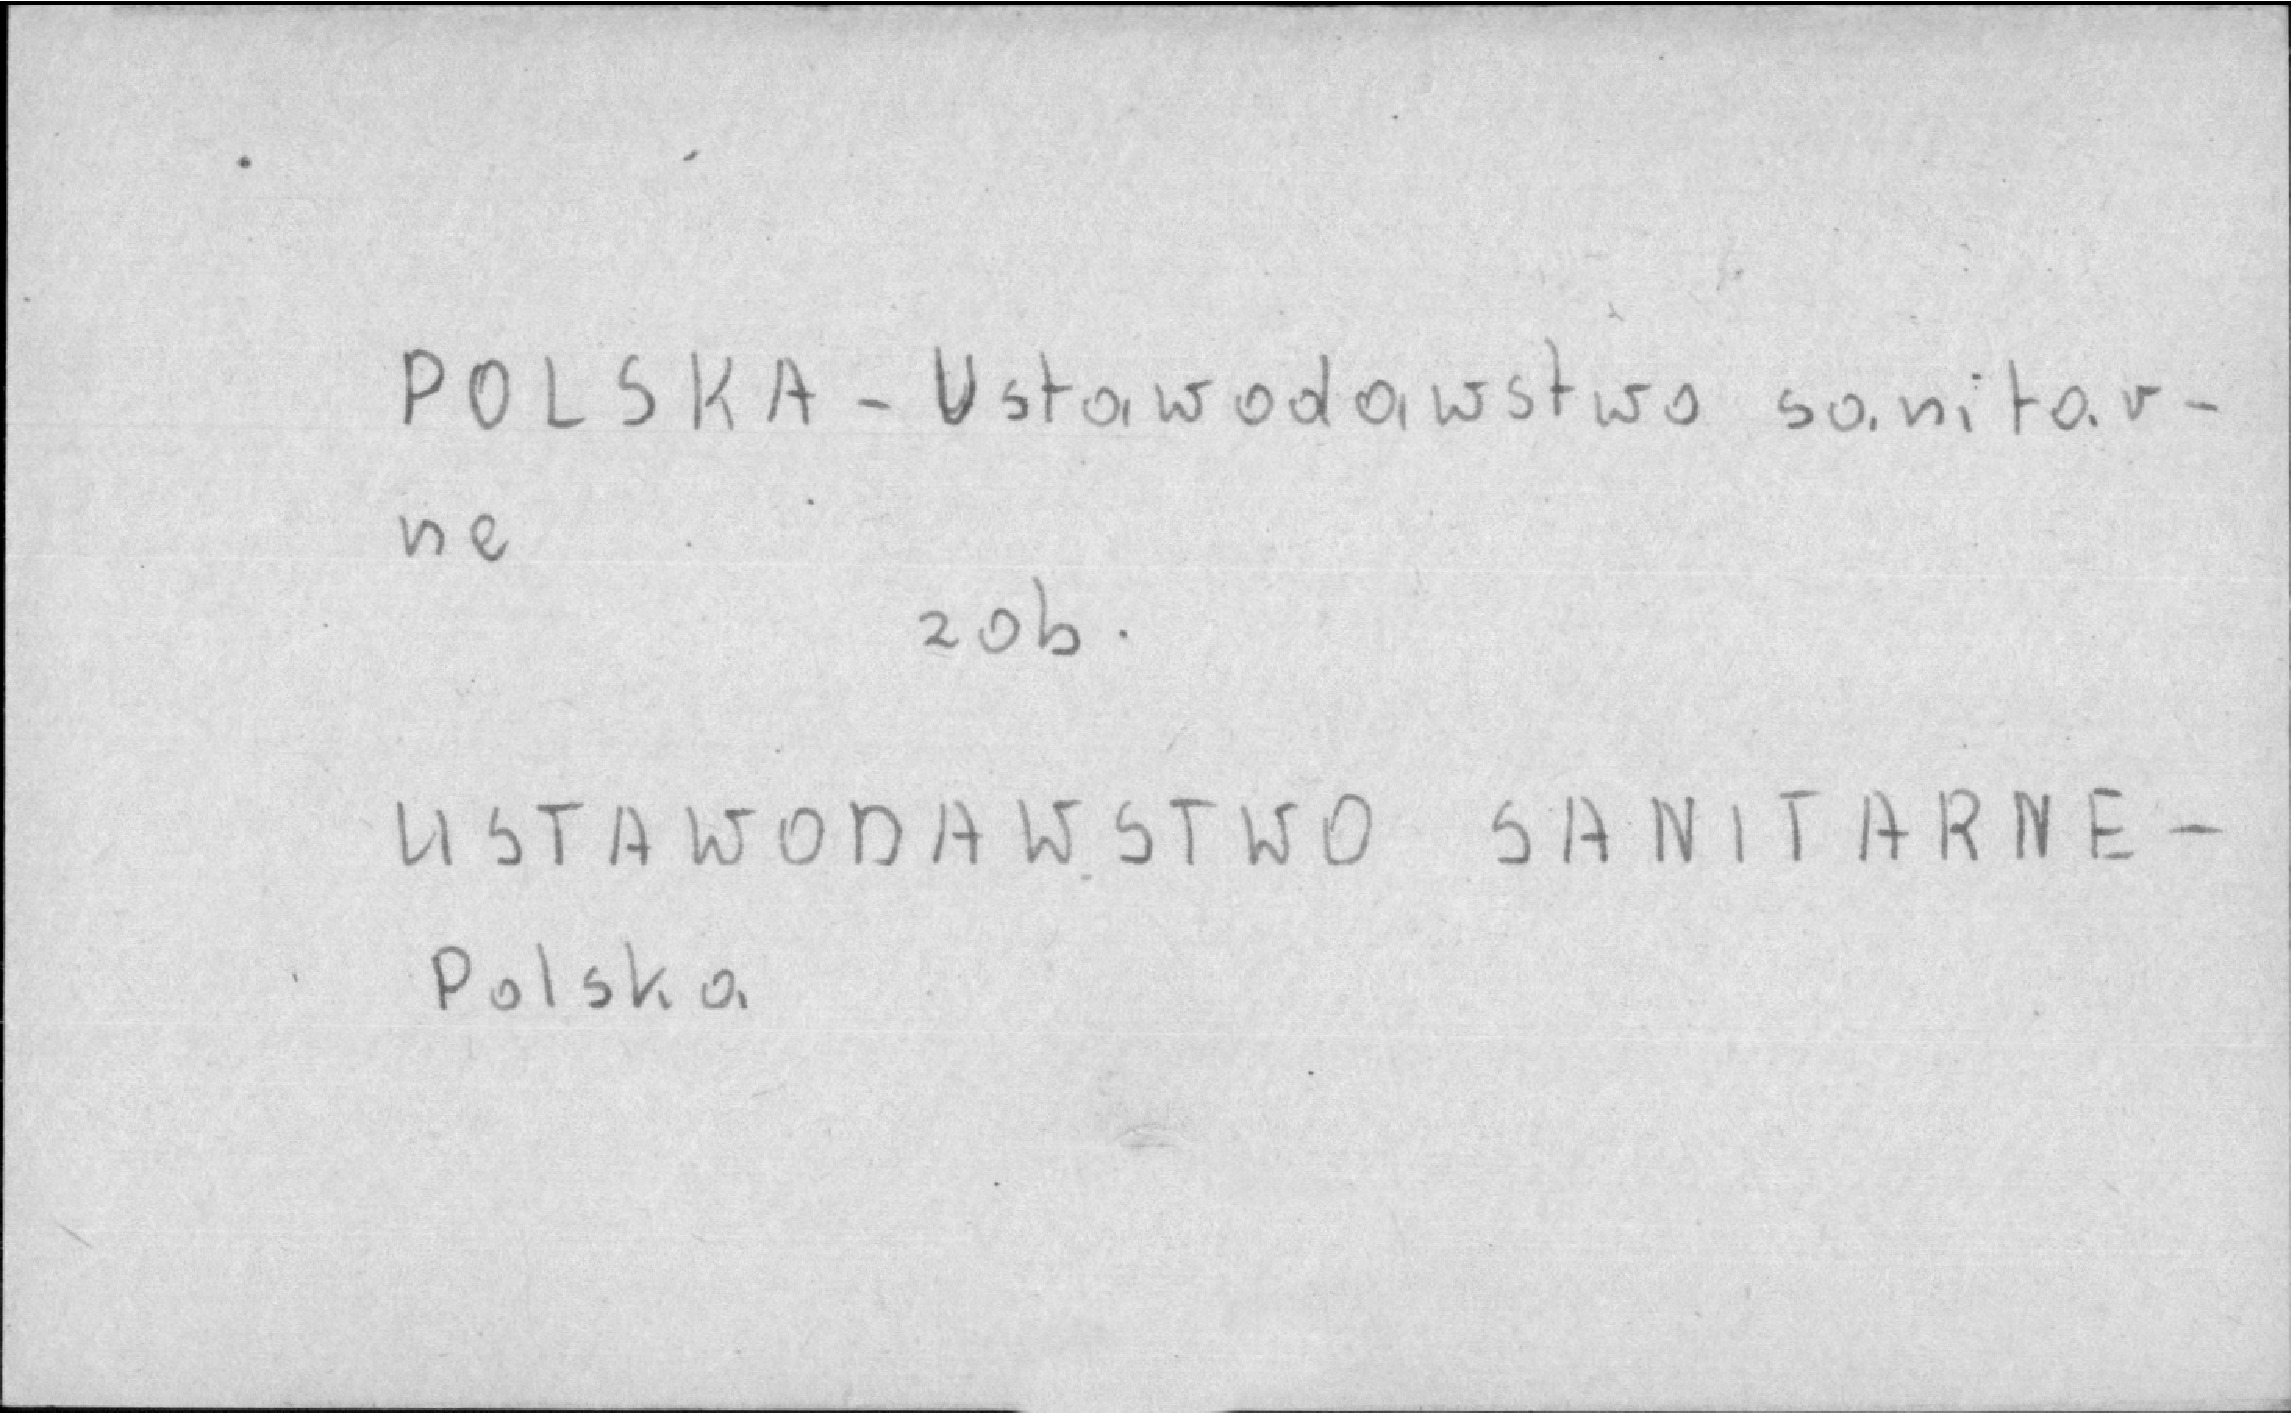 POLSKA - Ustawodawstwo sanitar-
ne
zob.
USTAWODAWSTWO SANITARNE -
Polska